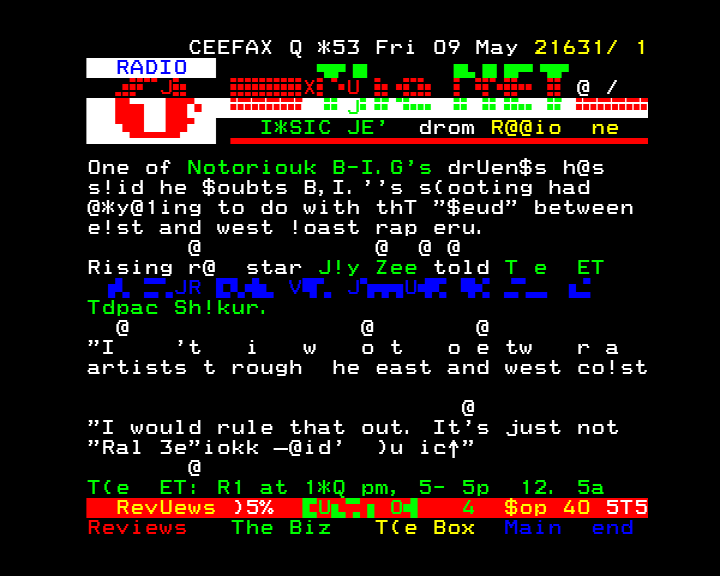 CEEFAX Q *53 Fri 09 May 21631/ 1
RADIO
The NET @ /
I*SIC JE' drom R@@io ne
One of Notoriouk B-I.G's drUen$s h@s
s!id he $oubts B,I.''s s(ooting had
@*y@1ing to do with thT "$eud" between
e!st and west !oast rap eru.
@ @ @ @
Rising r@ star J!y Zee told T e ET
Tdpac Sh!kur.
@ @ @
"I 't i w o t o e tw r a
artists t rough he east and west co!st
@
"I would rule that out. It's just not
"Ral 3e"iokk —@id' )u ic↑"
@
T(e ET: R1 at 1*Q pm, 5- 5p 12. 5a
RevUews )5% 4 $op 40 5T5
Reviews The Biz T(e Box Main end